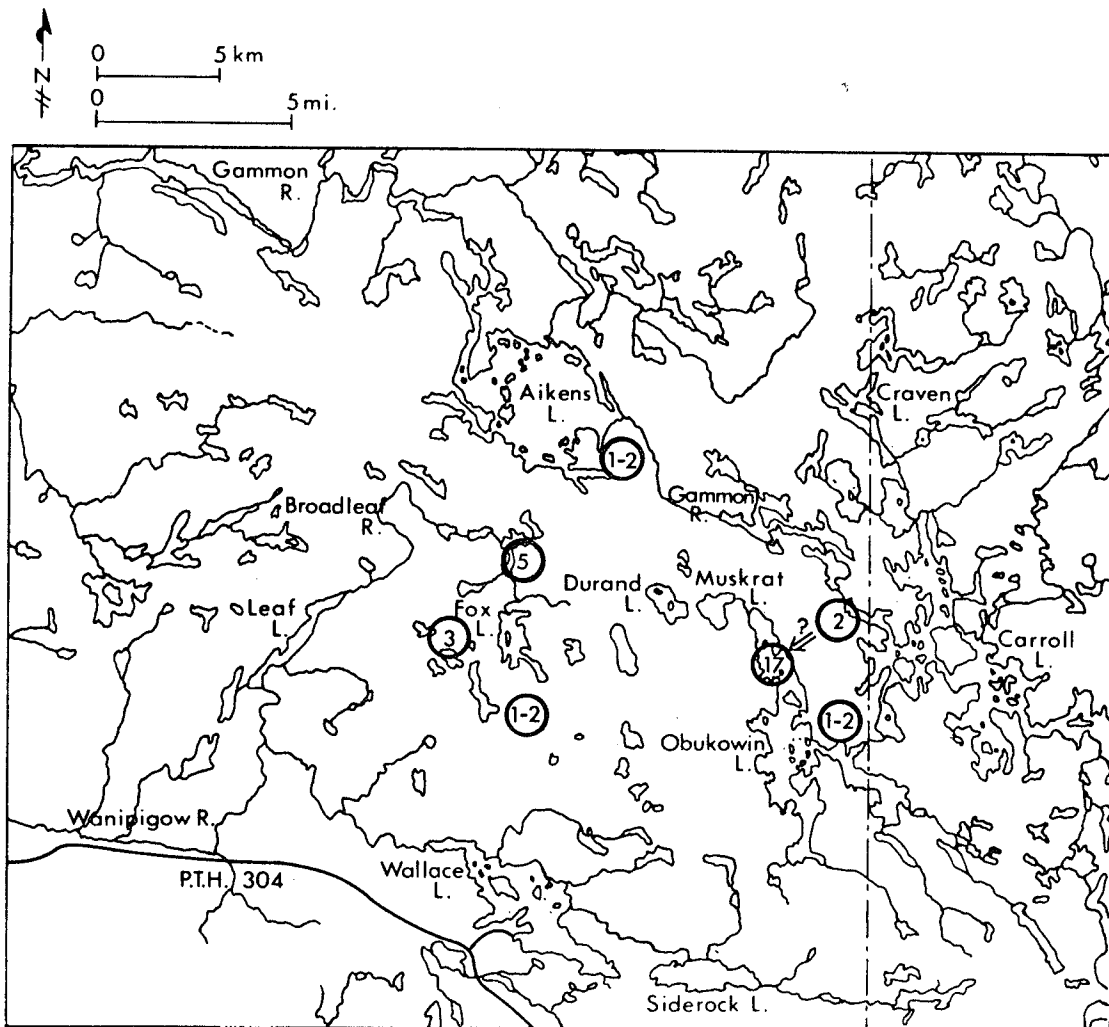 0 5 km
N
0 5 mi.
Gammon
R.
Aikens
L.
Craven
L.
1-2
Gammon
R.
Broadleaf
R.
5
Durand
L.
Muskrat
L.
Leaf
L.
Fox
L.
3
?
2
17
Carroll
L.
1-2
1-2
Obukowin
L.
Wanipigow R.
Wallace
L.
P.T.H. 304
Siderock L.